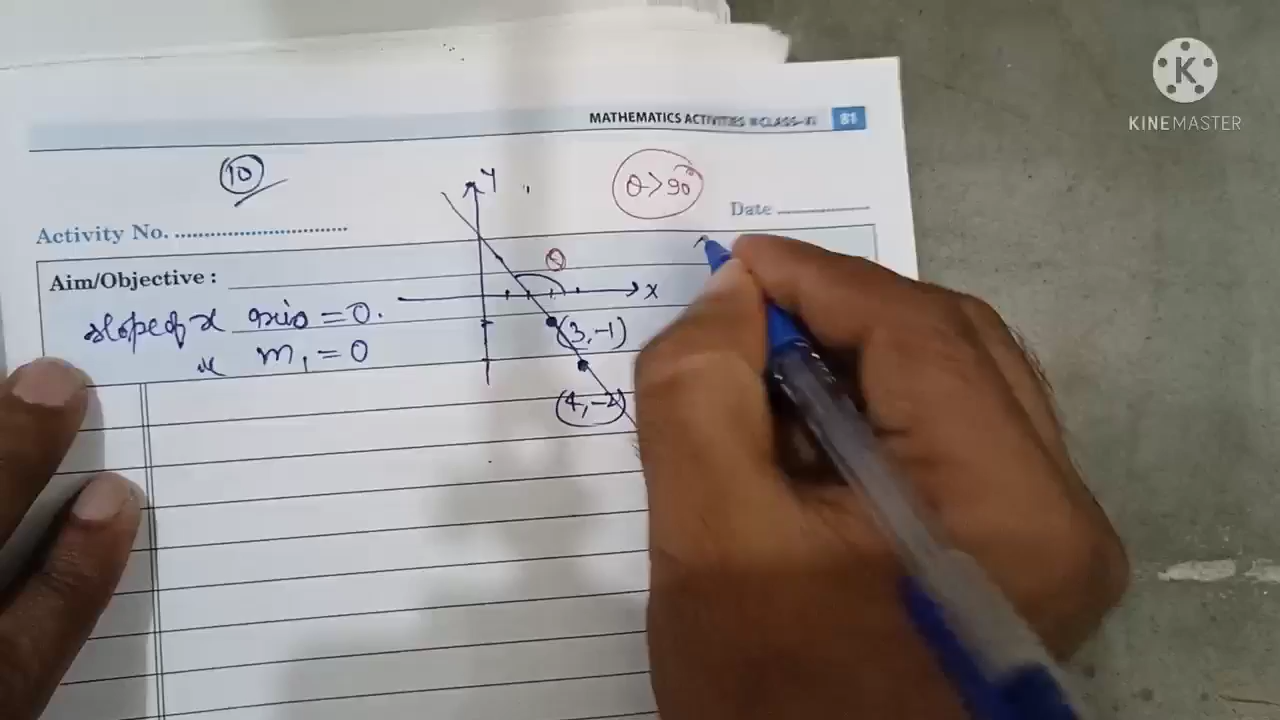 MATHEMATICS ACTIVITIES CLASS-XI 81
10
Y
θ>90°
Date
Activity No.
Aim/Objective :
θ
X
slope of x axis = 0.
m₁ = 0
(3,-1)
(4,-2)
K
KINEMASTER